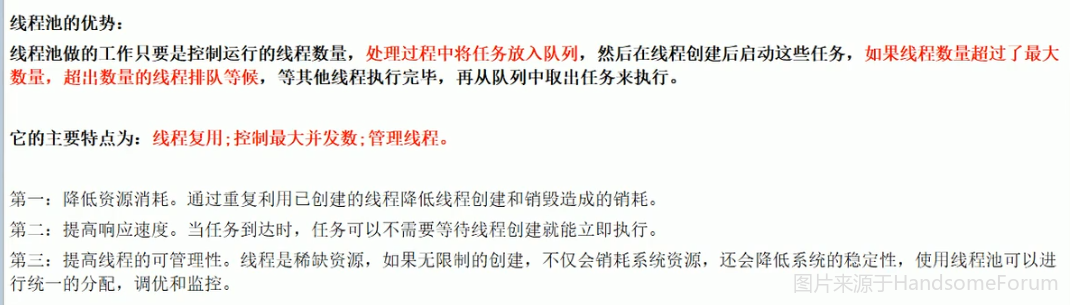 线程池的优势：
线程池做的工作只要是控制运行的线程数量，处理过程中将任务放入队列，然后在线程创建后启动这些任务，如果线程数量超过了最大
数量，超出数量的线程排队等候，等其他线程执行完毕，再从队列中取出任务来执行。
它的主要特点为：线程复用;控制最大并发数;管理线程。
第一：降低资源消耗。通过重复利用已创建的线程降低线程创建和销毁造成的销耗。
第二：提高响应速度。当任务到达时，任务可以不需要等待线程创建就能立即执行。
第三：提高线程的可管理性。线程是稀缺资源，如果无限制的创建，不仅会销耗系统资源，还会降低系统的稳定性，使用线程池可以进
行统一的分配，调优和监控。
图片来源于HandsomeForum